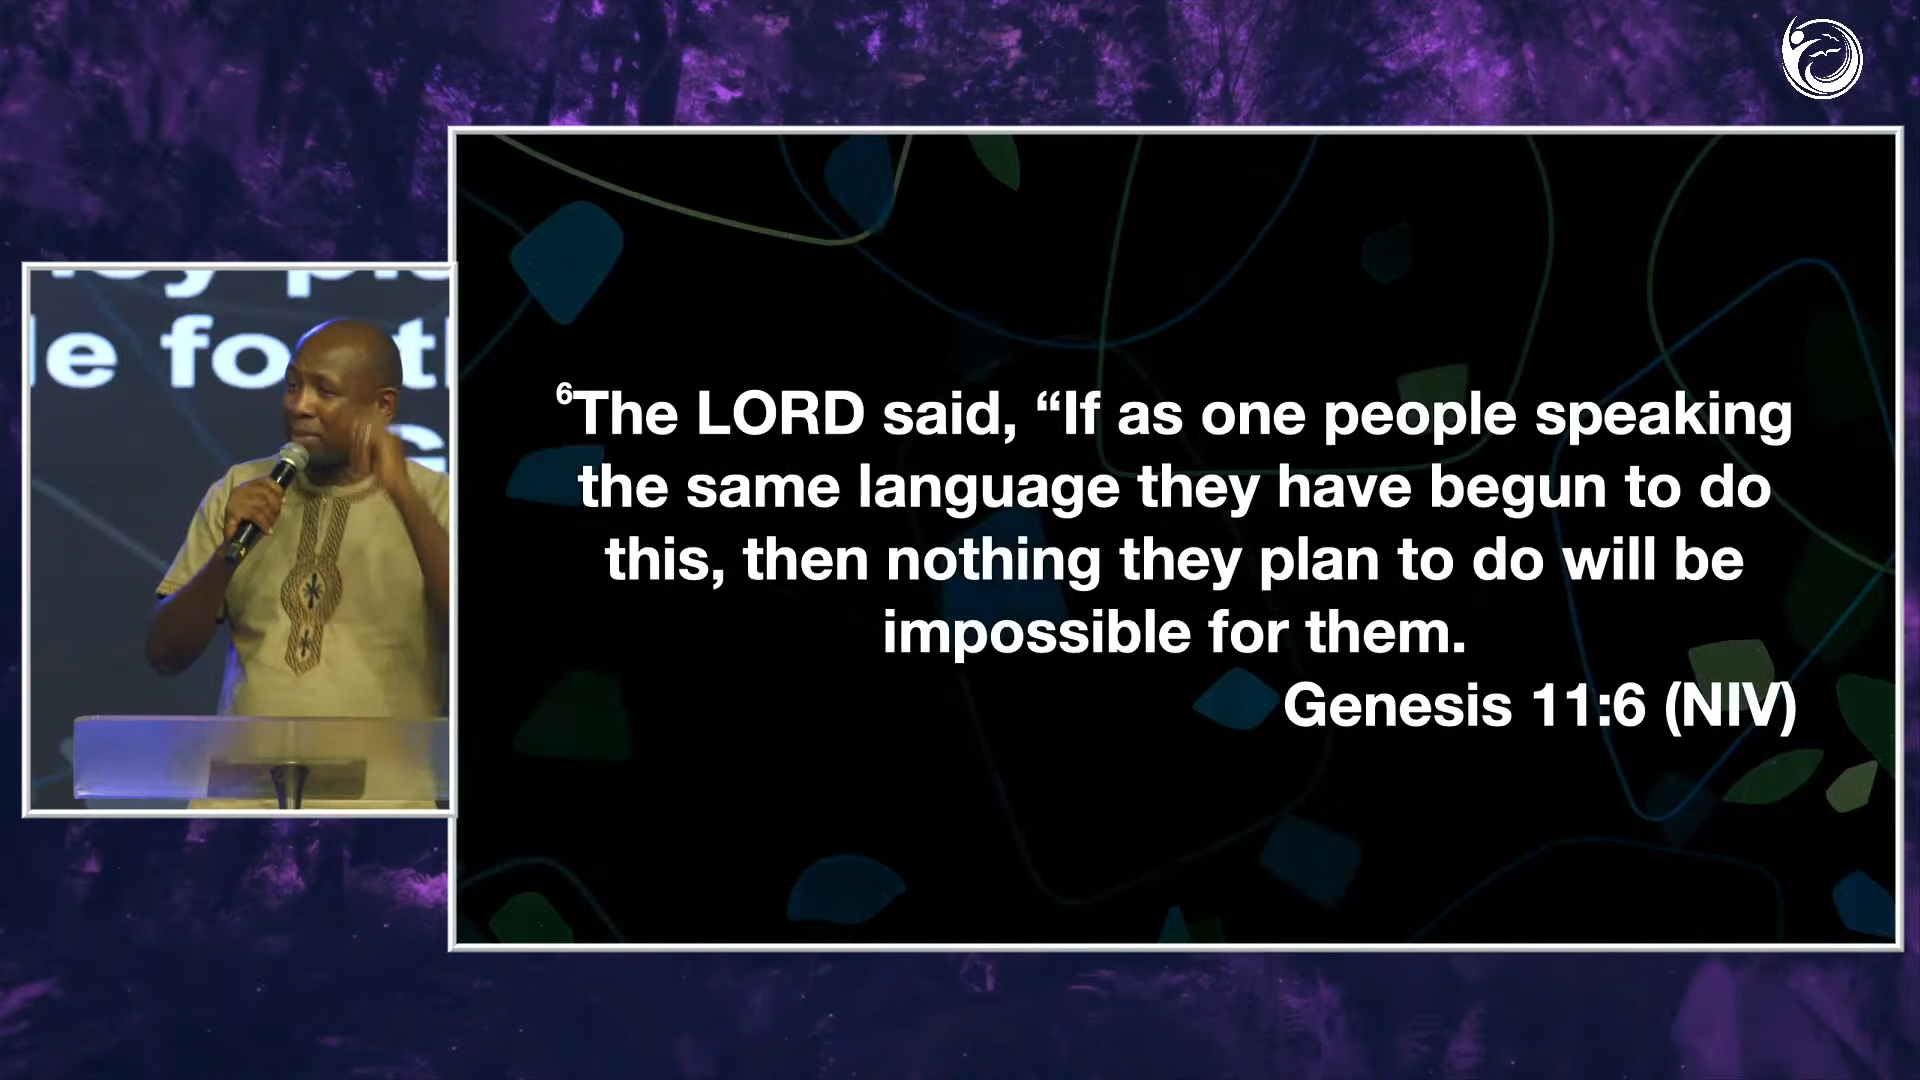 6The LORD said, “If as one people speaking
the same language they have begun to do
this, then nothing they plan to do will be
impossible for them.
Genesis 11:6 (NIV)